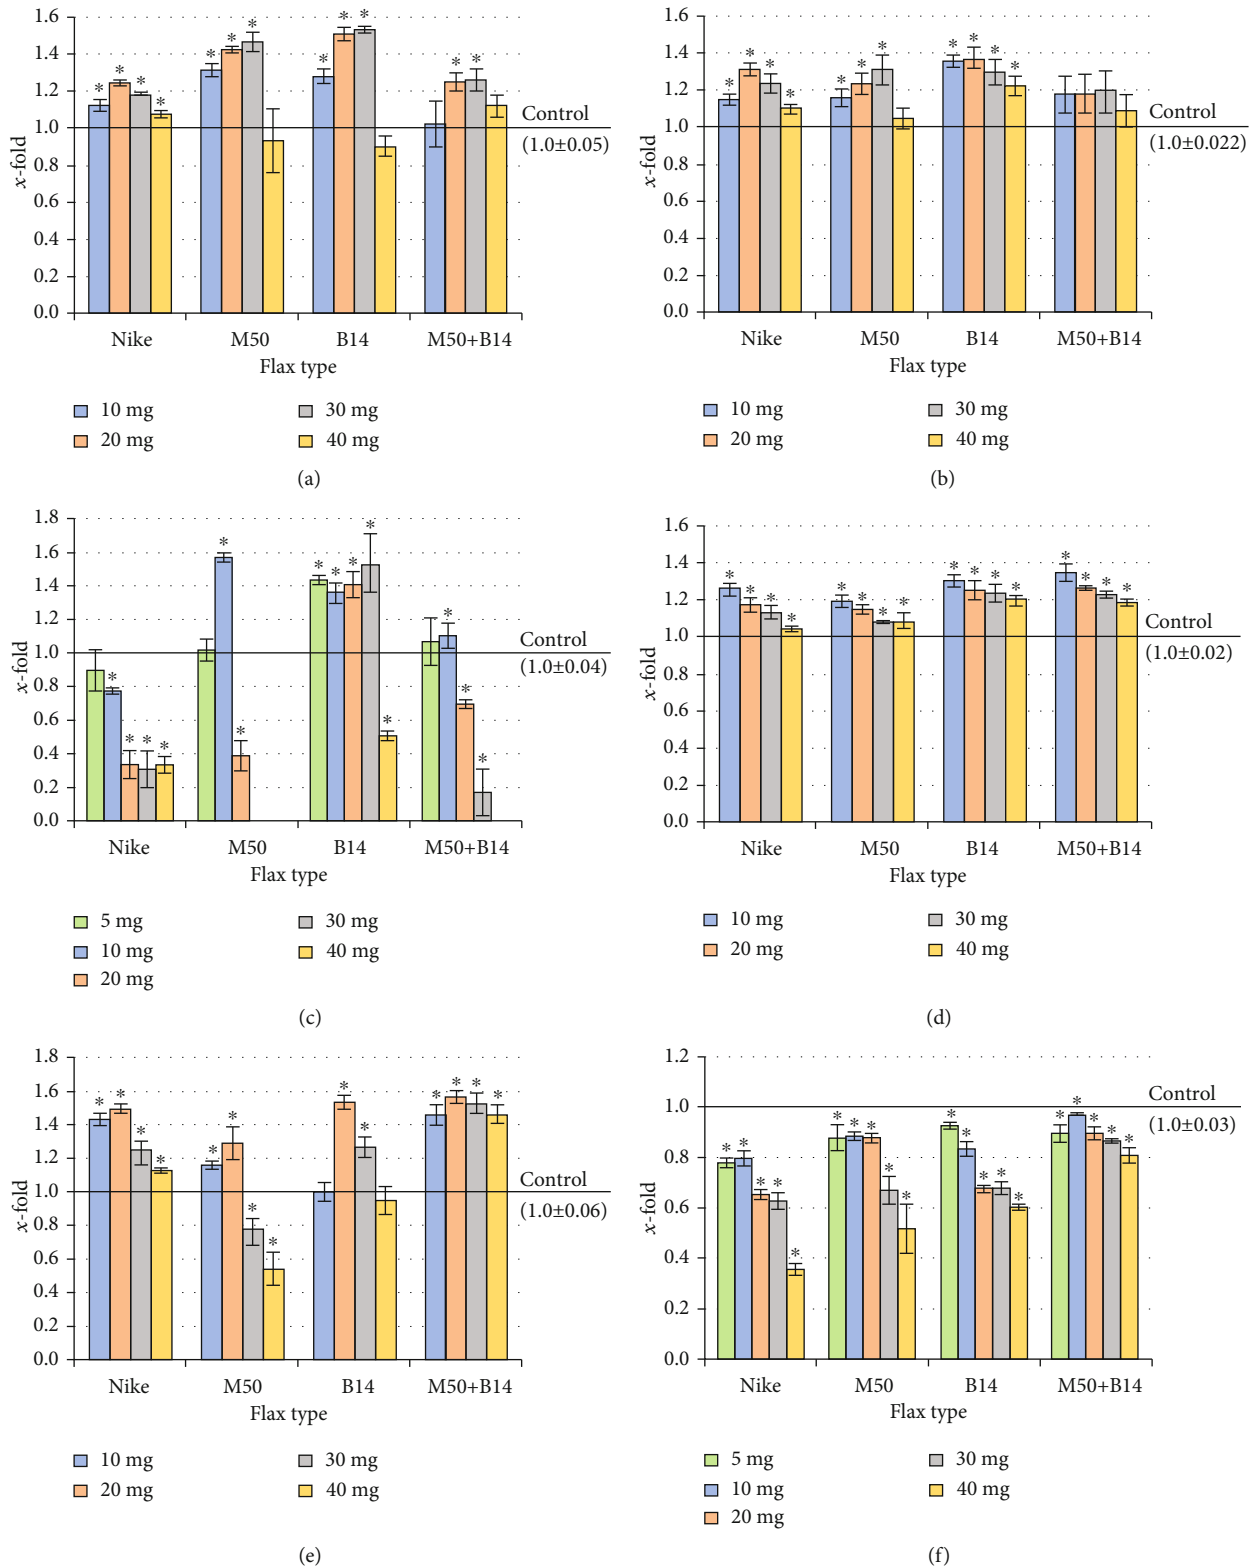 1.6
1.4
1.2
1.0
0.8
0.6
0.4
0.2
0.0
x-fold
* * * * * * * * * * * *
Control
(1.0±0.05)
Nike M50 B14 M50+B14
Flax type
10 mg 30 mg
20 mg 40 mg
(a)
1.6
1.4
1.2
1.0
0.8
0.6
0.4
0.2
0.0
x-fold
* * * * * * * * * * *
Control
(1.0±0.022)
Nike M50 B14 M50+B14
Flax type
10 mg 30 mg
20 mg 40 mg
(b)
1.8
1.6
1.4
1.2
1.0
0.8
0.6
0.4
0.2
0.0
x-fold
* * * * * * * * * * * * * *
Control
(1.0±0.04)
Nike M50 B14 M50+B14
Flax type
5 mg 30 mg
10 mg 40 mg
20 mg
(c)
1.6
1.4
1.2
1.0
0.8
0.6
0.4
0.2
0.0
x-fold
* * * * * * * * * * * * * * * *
Control
(1.0±0.02)
Nike M50 B14 M50+B14
Flax type
10 mg 30 mg
20 mg 40 mg
(d)
1.8
1.6
1.4
1.2
1.0
0.8
0.6
0.4
0.2
0.0
x-fold
* * * * * * * * * * * * * *
Control
(1.0±0.06)
Nike M50 B14 M50+B14
Flax type
10 mg 30 mg
20 mg 40 mg
(e)
1.2
1.0
0.8
0.6
0.4
0.2
0.0
x-fold
* * * * * * * * * * * * * * * * * * * *
Control
(1.0±0.03)
Nike M50 B14 M50+B14
Flax type
5 mg 30 mg
10 mg 40 mg
20 mg
(f)